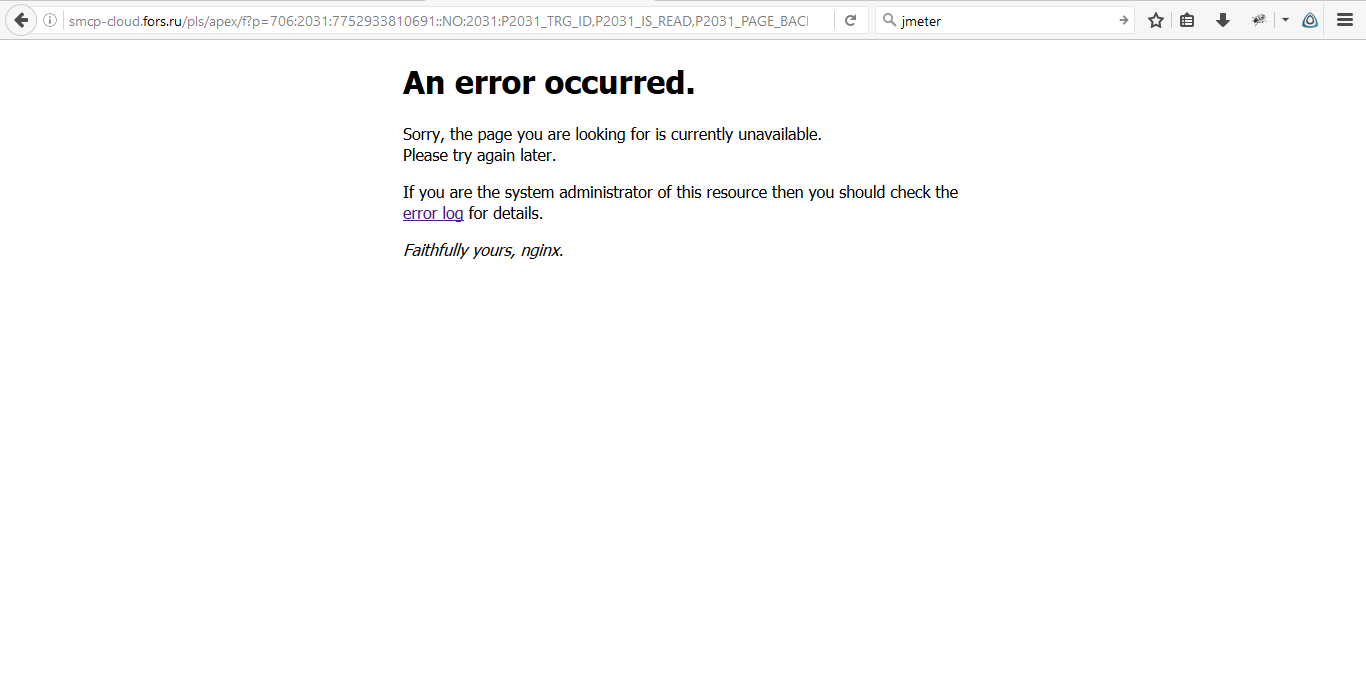 smcp-cloud.fors.ru/pls/apex/f?p=706:2031:7752933810691::NO:2031:P2031_TRG_ID,P2031_IS_READ,P2031_PAGE_BACK
jmeter
An error occurred.
Sorry, the page you are looking for is currently unavailable.
Please try again later.
If you are the system administrator of this resource then you should check the
error log for details.
Faithfully yours, nginx.